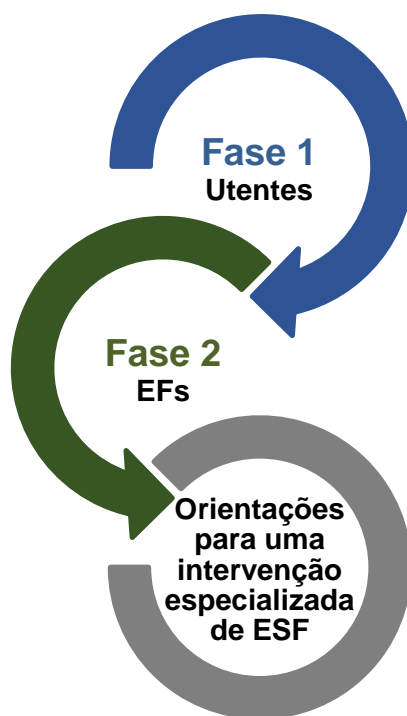 Fase 1
Utentes
Fase 2
EFs
Orientações
para uma
intervenção
especializada
de ESF